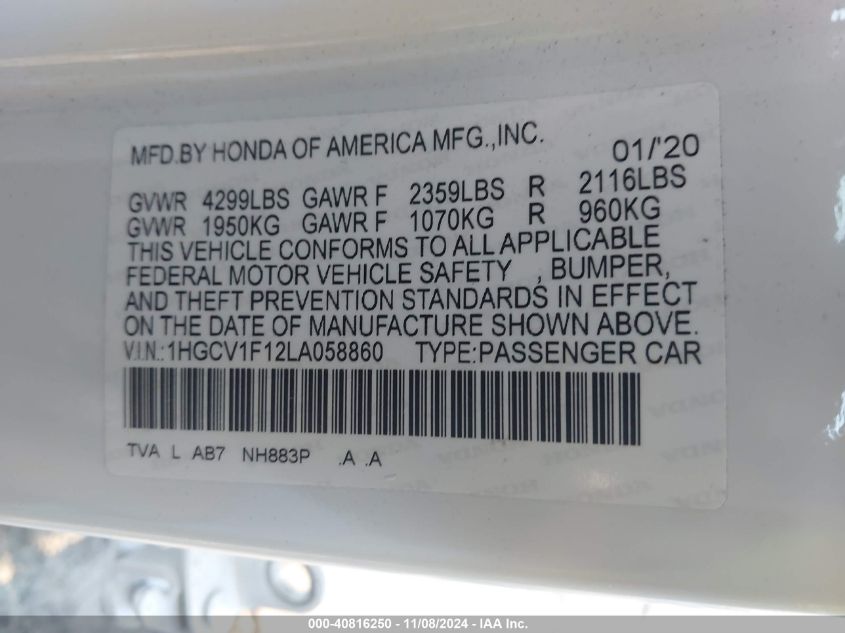 MFD.BY HONDA OF AMERICA MFG.,INC. 01/'20
GVWR 4299LBS GAWR F 2359LBS R 2116LBS
GVWR 1950KG GAWR F 1070KG R 960KG
THIS VEHICLE CONFORMS TO ALL APPLICABLE
FEDERAL MOTOR VEHICLE SAFETY , BUMPER,
AND THEFT PREVENTION STANDARDS IN EFFECT
ON THE DATE OF MANUFACTURE SHOWN ABOVE.
V.I.N.:1HGCV1F12LA058860 TYPE:PASSENGER CAR
TVA L AB7 NH883P .A .A
000-40816250 - 11/08/2024 - IAA Inc.